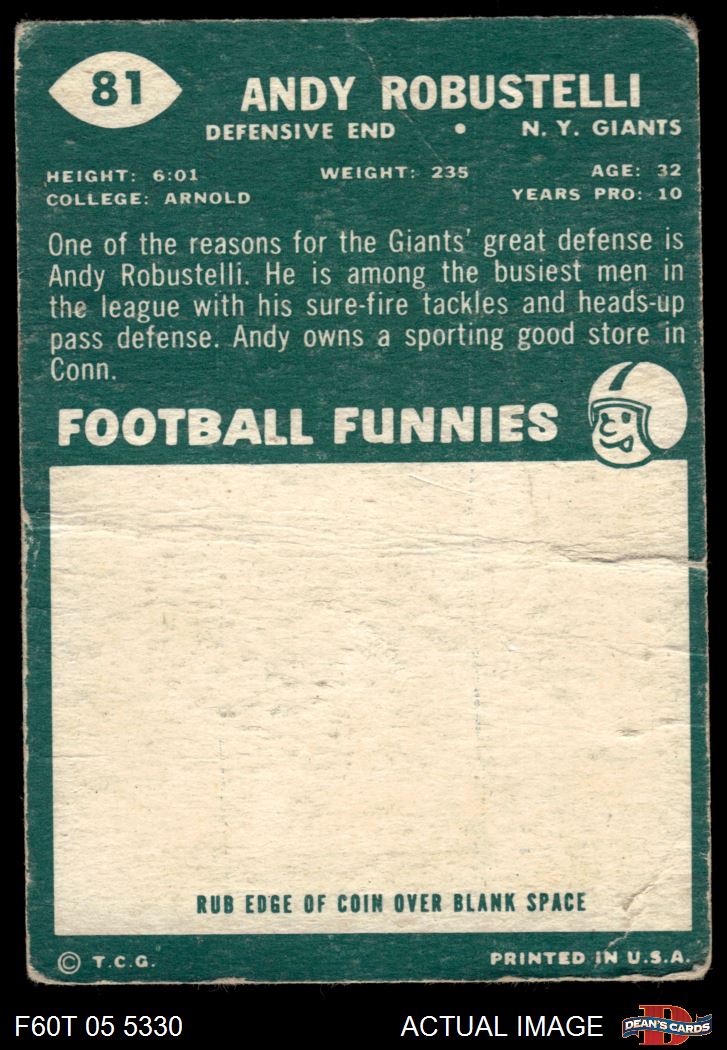 81
ANDY ROBUSTELLI
DEFENSIVE END • N. Y. GIANTS
HEIGHT: 6:01 WEIGHT: 235 AGE: 32
COLLEGE: ARNOLD YEARS PRO: 10
One of the reasons for the Giants' great defense is
Andy Robustelli. He is among the busiest men in
the league with his sure-fire tackles and heads-up
pass defense. Andy owns a sporting good store in
Conn.
FOOTBALL FUNNIES
RUB EDGE OF COIN OVER BLANK SPACE
© T.C.G. PRINTED IN U.S.A.
F60T 05 5330 ACTUAL IMAGE D DEAN'S CARDS